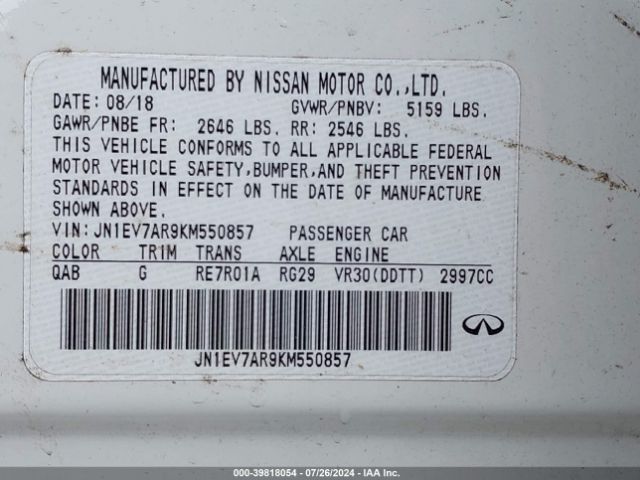 MANUFACTURED BY NISSAN MOTOR CO.,LTD.
DATE: 08/18 GVWR/PNBV: 5159 LBS.
GAWR/PNBE FR: 2646 LBS. RR: 2546 LBS.
THIS VEHICLE CONFORMS TO ALL APPLICABLE FEDERAL
MOTOR VEHICLE SAFETY,BUMPER,AND THEFT PREVENTION
STANDARDS IN EFFECT ON THE DATE OF MANUFACTURE
SHOWN ABOVE.
VIN: JN1EV7AR9KM550857 PASSENGER CAR
COLOR TRIM TRANS AXLE ENGINE
QAB G RE7R01A RG29 VR30(DDTT) 2997CC
JN1EV7AR9KM550857
000-39818054 / 07/26/2024 / IAA Inc.